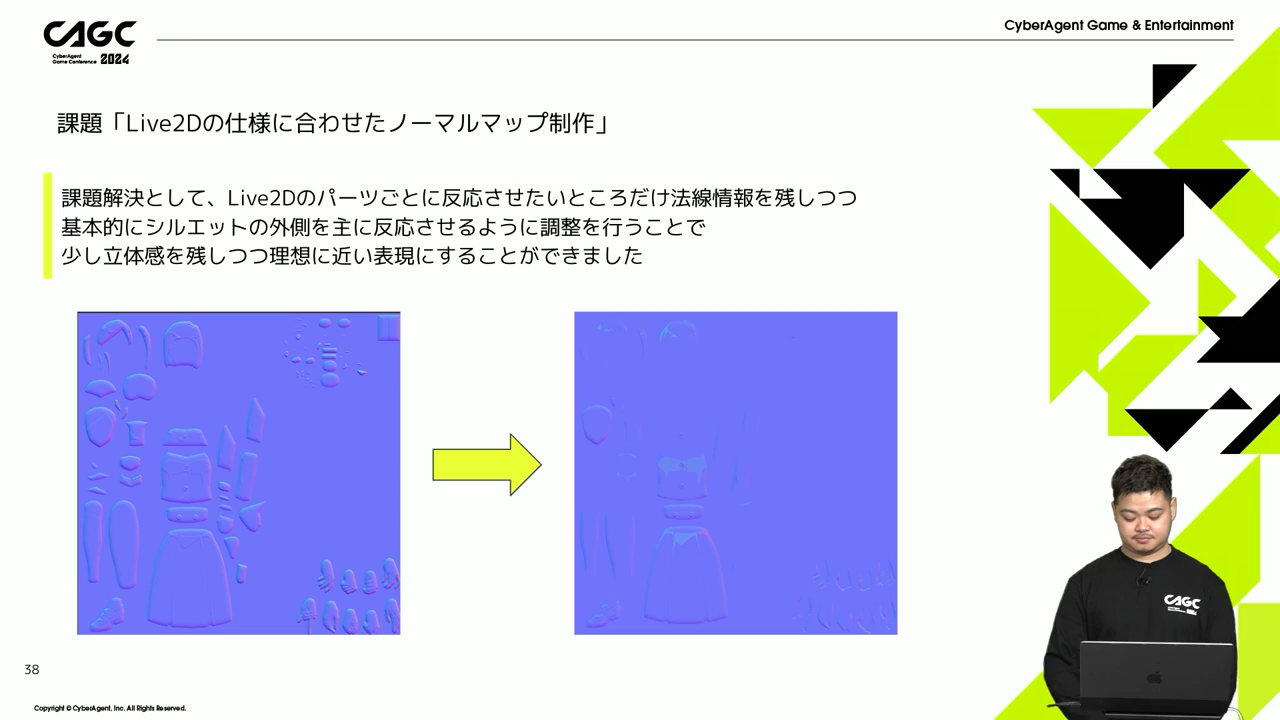 CAGC
CyberAgent
Game Conference 2024
CyberAgent Game & Entertainment
課題「Live2Dの仕様に合わせたノーマルマップ制作」
課題解決として、Live2Dのパーツごとに反応させたいところだけ法線情報を残しつつ
基本的にシルエットの外側を主に反応させるように調整を行うことで
少し立体感を残しつつ理想に近い表現にすることができました
CAGC
38
Copyright © CyberAgent, Inc. All Rights Reserved.